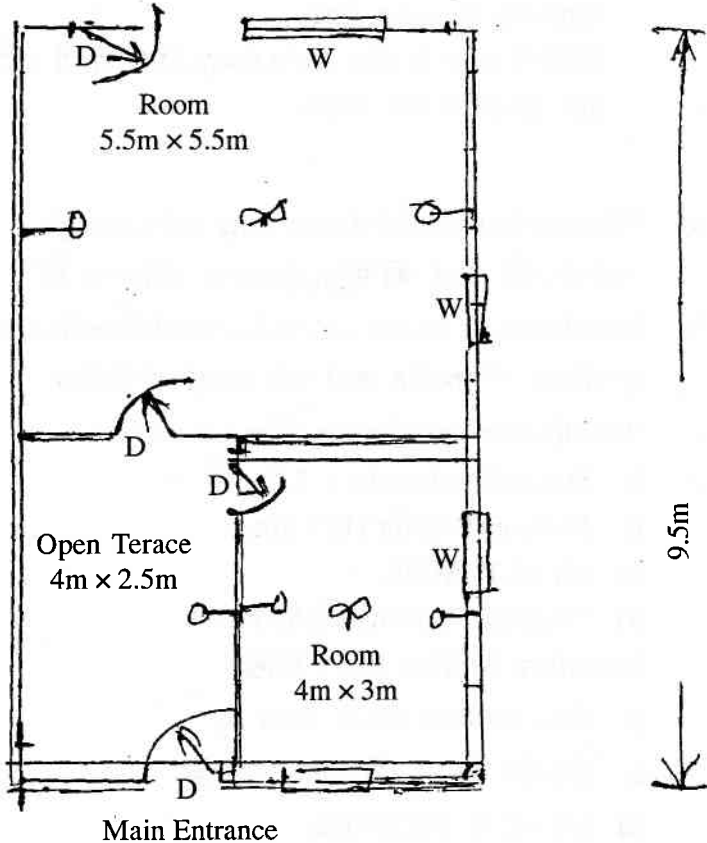 D
W
Room
5.5m × 5.5m
W
D
D
Open Terace
4m × 2.5m
W
9.5m
Room
4m × 3m
D
Main Entrance